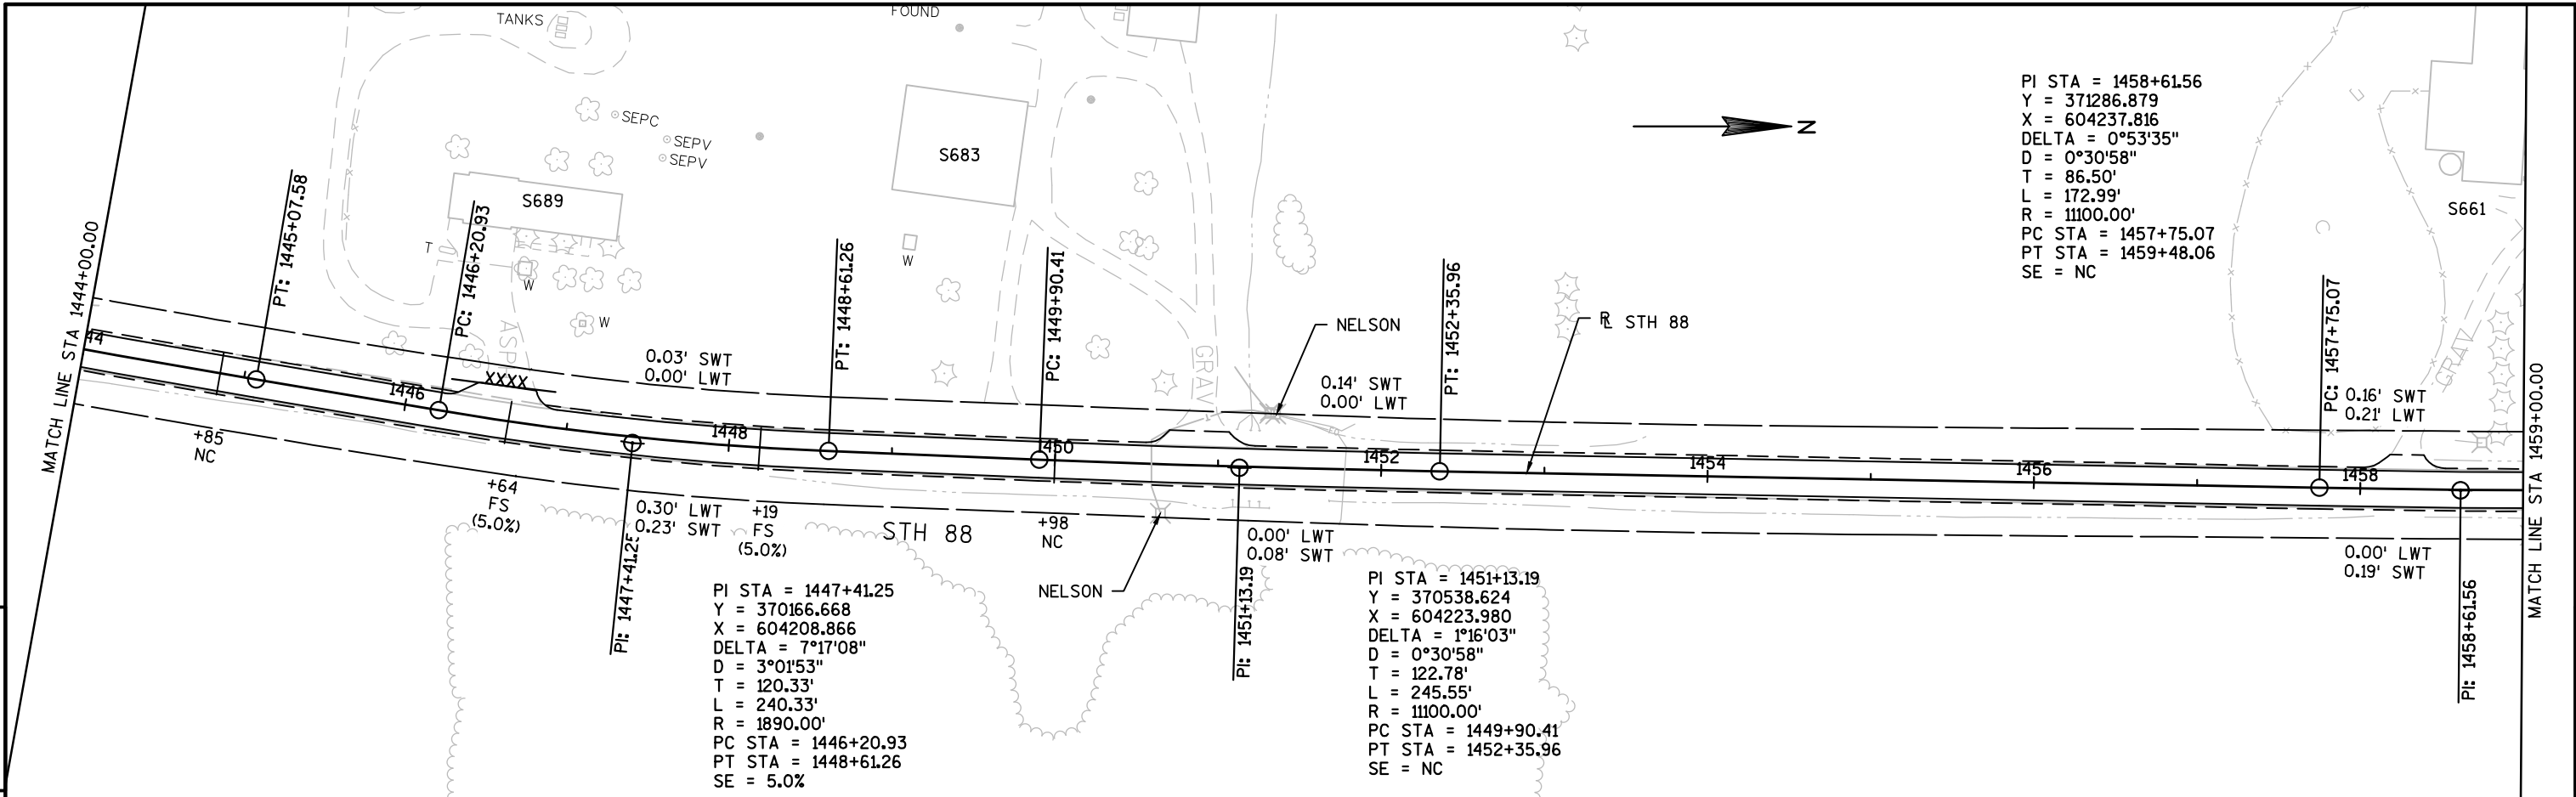 TANKS
FOUND
SEPC
SEPV
SEPV
S683
S689
S661
N
PI STA = 1458+61.56
Y = 371286.879
X = 604237.816
DELTA = 0°53'35"
D = 0°30'58"
T = 86.50'
L = 172.99'
R = 11100.00'
PC STA = 1457+75.07
PT STA = 1459+48.06
SE = NC
MATCH LINE STA 1444+00.00
PT: 1445+07.58
PC: 1446+20.93
PT: 1448+61.26
PC: 1449+90.41
PT: 1452+35.96
PC: 1457+75.07
MATCH LINE STA 1459+00.00
T
W
W
W
ASP
GRAV
GRAV
NELSON
STH 88
XXXX
0.03' SWT
0.00' LWT
0.14' SWT
0.00' LWT
0.16' SWT
0.21' LWT
44
1446
1448
1450
1452
1454
1456
1458
+85
NC
+64
FS
(5.0%)
0.30' LWT
0.23' SWT
+19
FS
(5.0%)
STH 88
+98
NC
0.00' LWT
0.08' SWT
0.00' LWT
0.19' SWT
NELSON
PI: 1447+41.25
PI: 1451+13.19
PI: 1458+61.56
PI STA = 1447+41.25
Y = 370166.668
X = 604208.866
DELTA = 7°17'08"
D = 3°01'53"
T = 120.33'
L = 240.33'
R = 1890.00'
PC STA = 1446+20.93
PT STA = 1448+61.26
SE = 5.0%
PI STA = 1451+13.19
Y = 370538.624
X = 604223.980
DELTA = 1°16'03"
D = 0°30'58"
T = 122.78'
L = 245.55'
R = 11100.00'
PC STA = 1449+90.41
PT STA = 1452+35.96
SE = NC